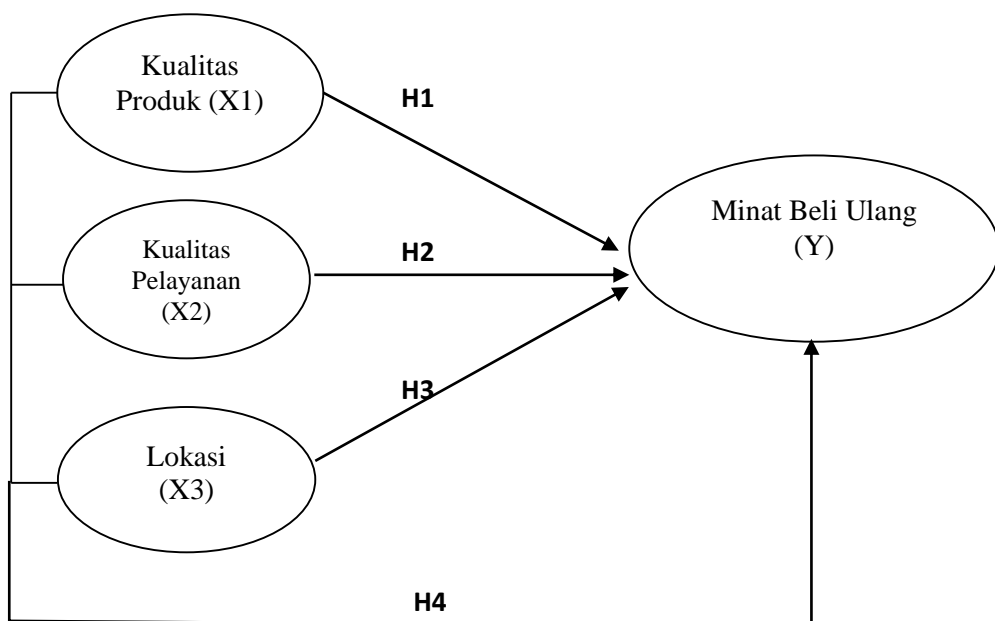 Kualitas
Produk (X1)
H1
Minat Beli Ulang
(Y)
Kualitas
Pelayanan
(X2)
H2
H3
Lokasi
(X3)
H4